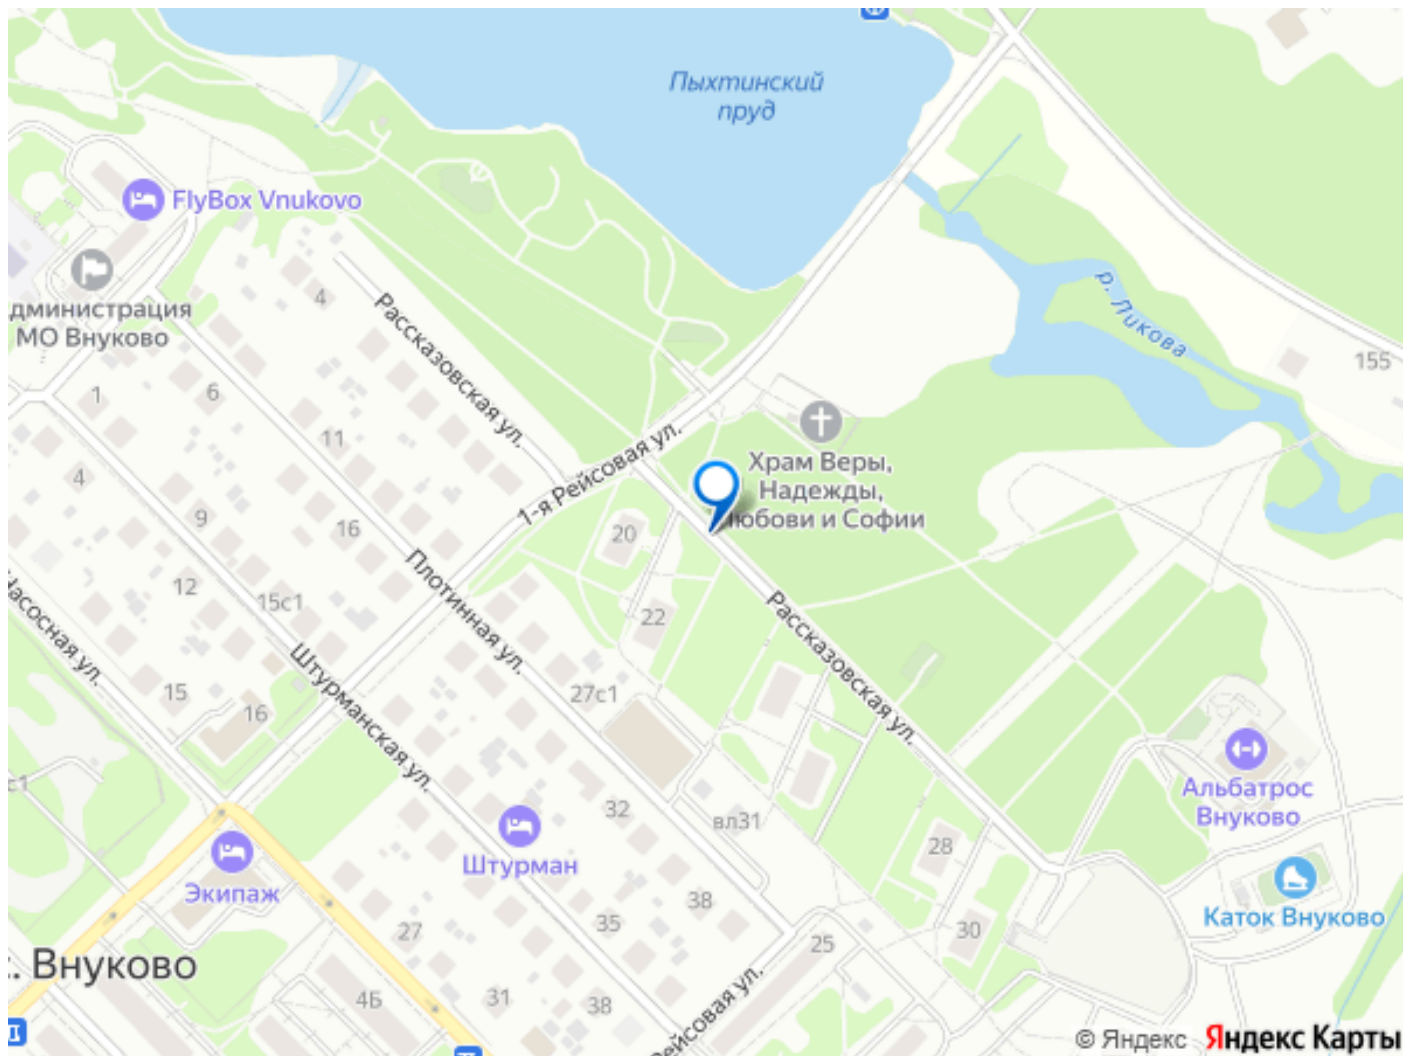 Пыхтинский
пруд
FlyBox Vnukovo
дминистрация
МО Внуково
4
Рассказовская ул.
р. Ликова
155
1
6
11
4
9
16
12
15с1
1-я Рейсовая ул.
Храм Веры,
Надежды,
Любови и Софии
20
22
Плотинная ул.
Рассказовская ул.
Насосная ул.
15
16
Штурманская ул.
27с1
с1
32
вл31
Альбатрос
Внуково
Штурман
28
Экипаж
Каток Внуково
38
35
27
25
30
. Внуково
4Б
31
38
Рейсовая ул.
© Яндекс Яндекс Карты